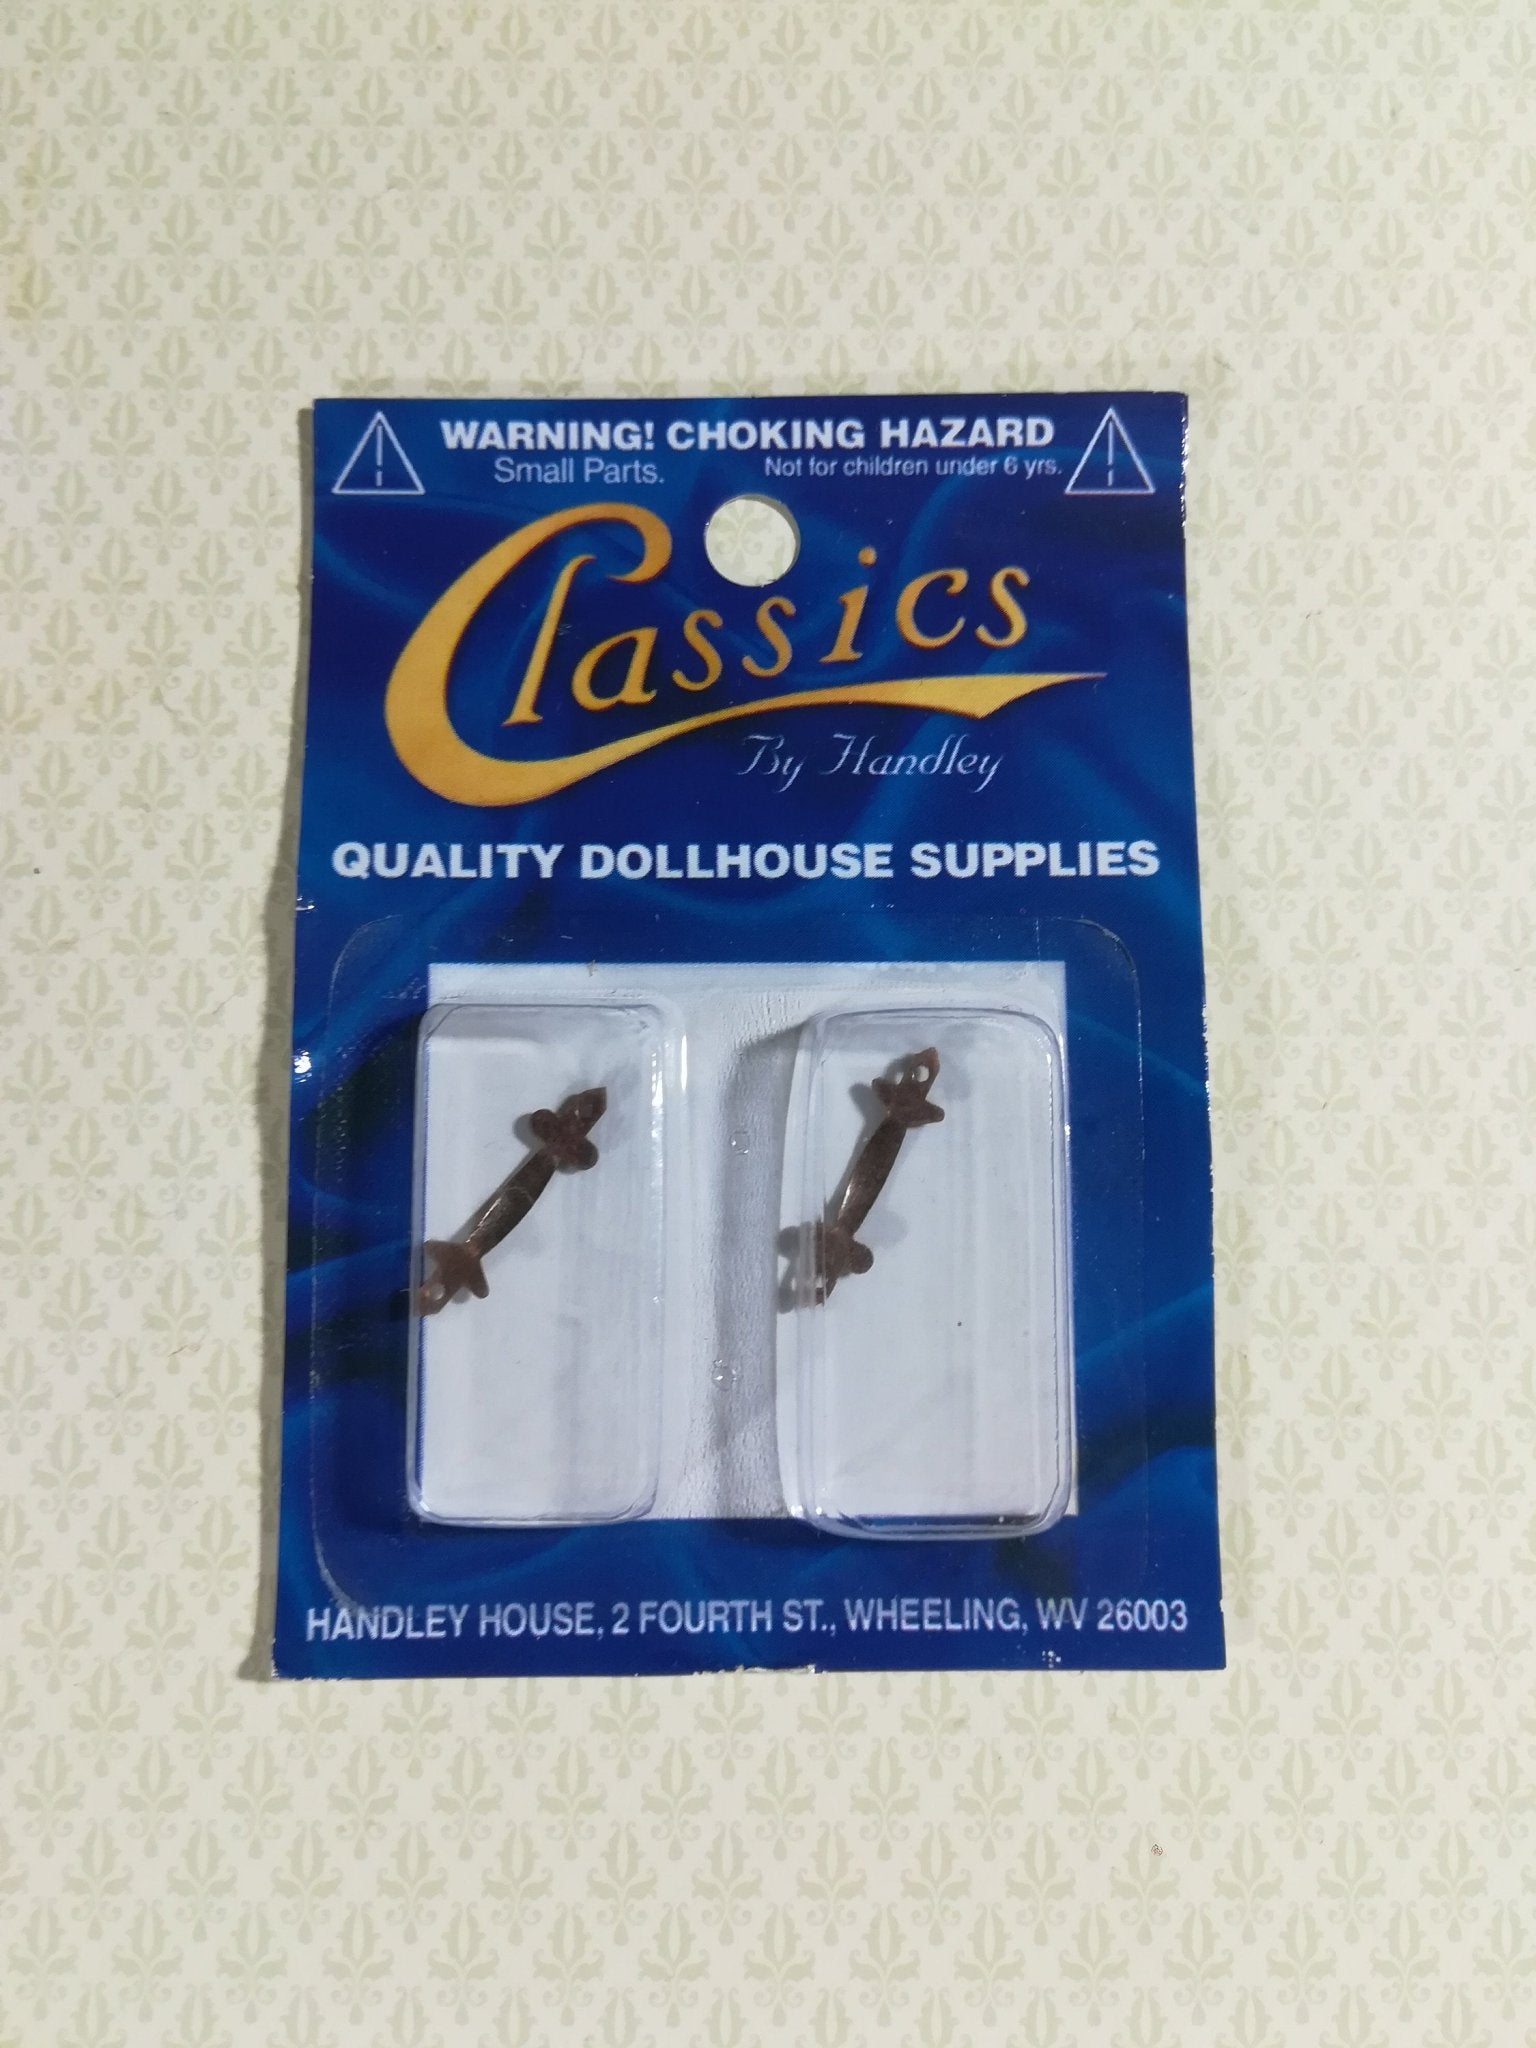 WARNING! CHOKING HAZARD
Small Parts. Not for children under 6 yrs.
Classics
By Handley
QUALITY DOLLHOUSE SUPPLIES
HANDLEY HOUSE, 2 FOURTH ST., WHEELING, WV 26003